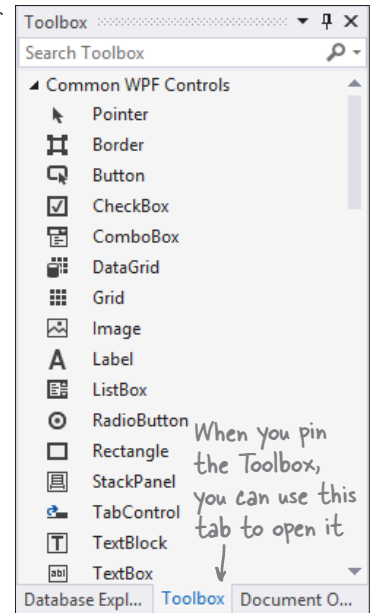 Toolbox
Search Toolbox
Common WPF Controls
Pointer
Border
Button
CheckBox
ComboBox
DataGrid
Grid
Image
A Label
ListBox
RadioButton
Rectangle
StackPanel
TabControl
T TextBlock
abl TextBox
When you pin
the Toolbox,
you can use this
tab to open it
Database Expl... Toolbox Document O...